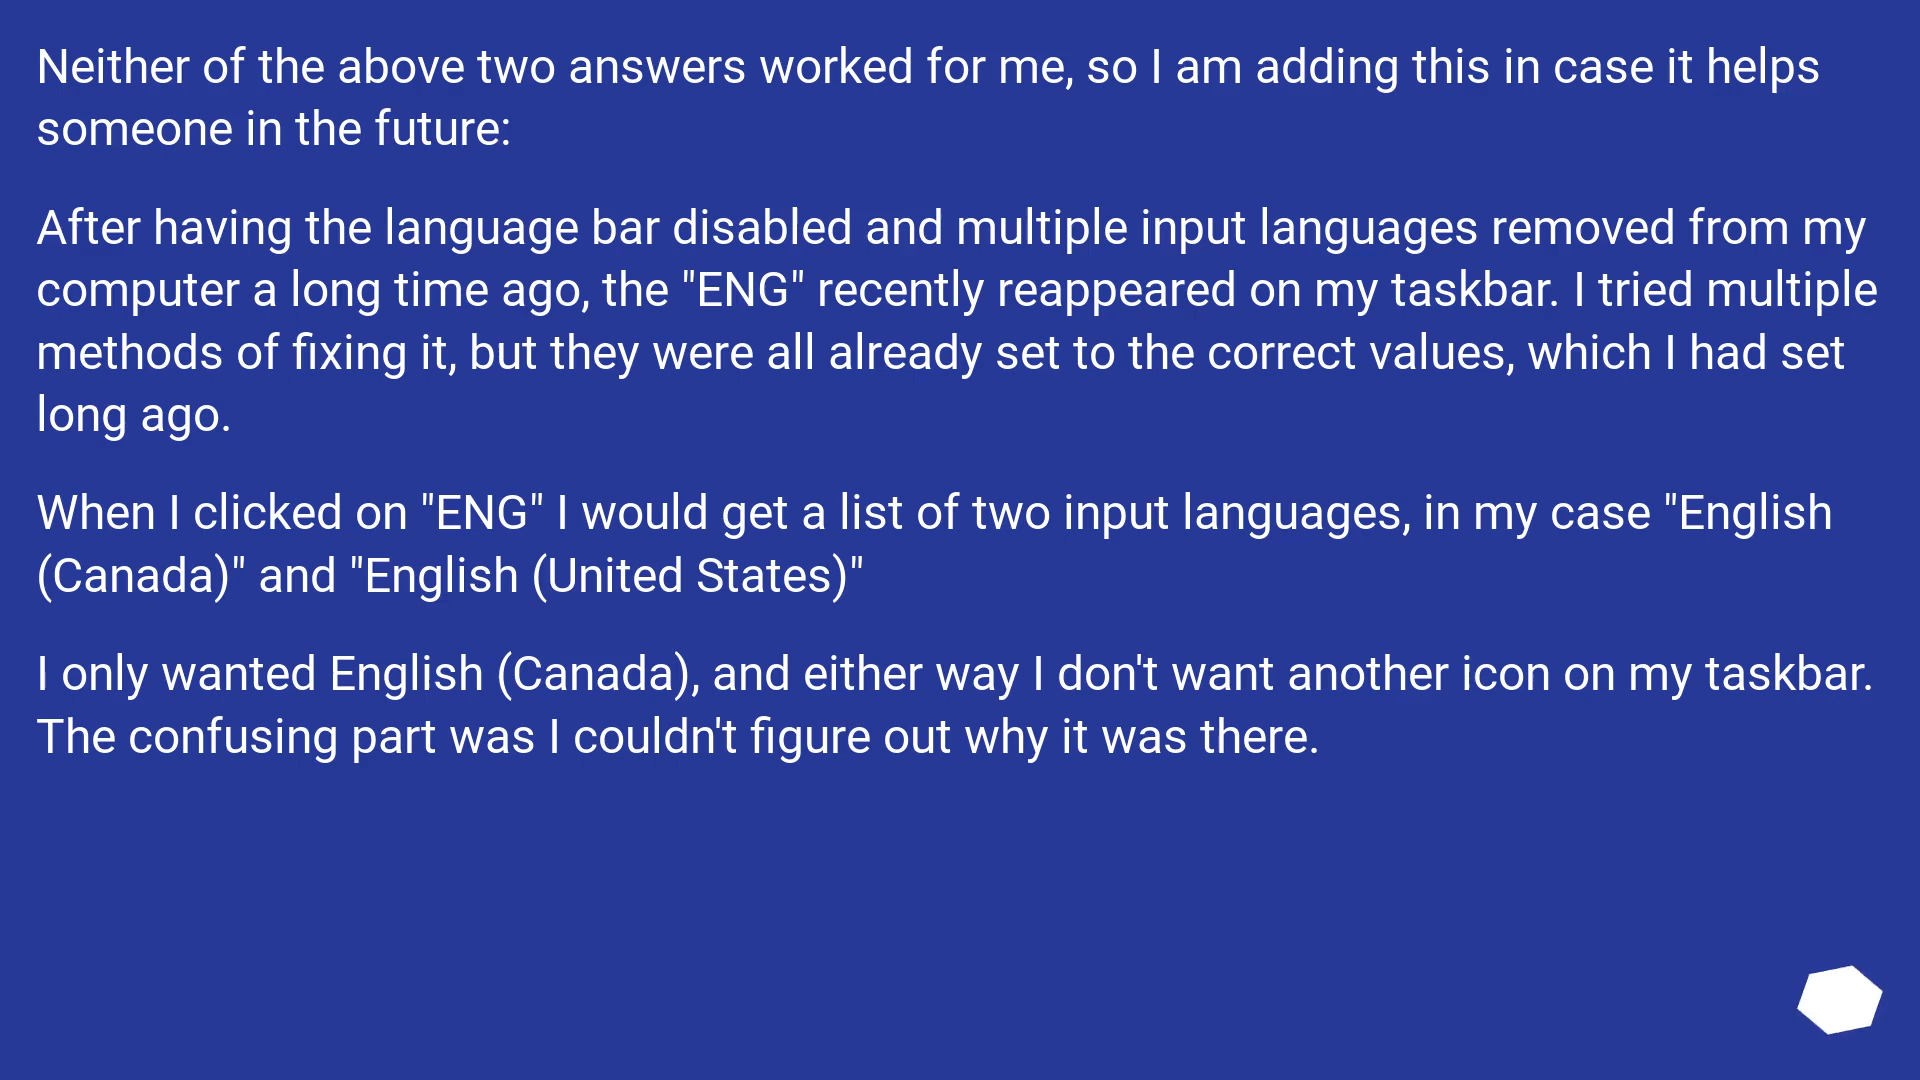 Neither of the above two answers worked for me, so I am adding this in case it helps
someone in the future:
After having the language bar disabled and multiple input languages removed from my
computer a long time ago, the "ENG" recently reappeared on my taskbar. I tried multiple
methods of fixing it, but they were all already set to the correct values, which I had set
long ago.
When I clicked on "ENG" I would get a list of two input languages, in my case "English
(Canada)" and "English (United States)"
I only wanted English (Canada), and either way I don't want another icon on my taskbar.
The confusing part was I couldn't figure out why it was there.